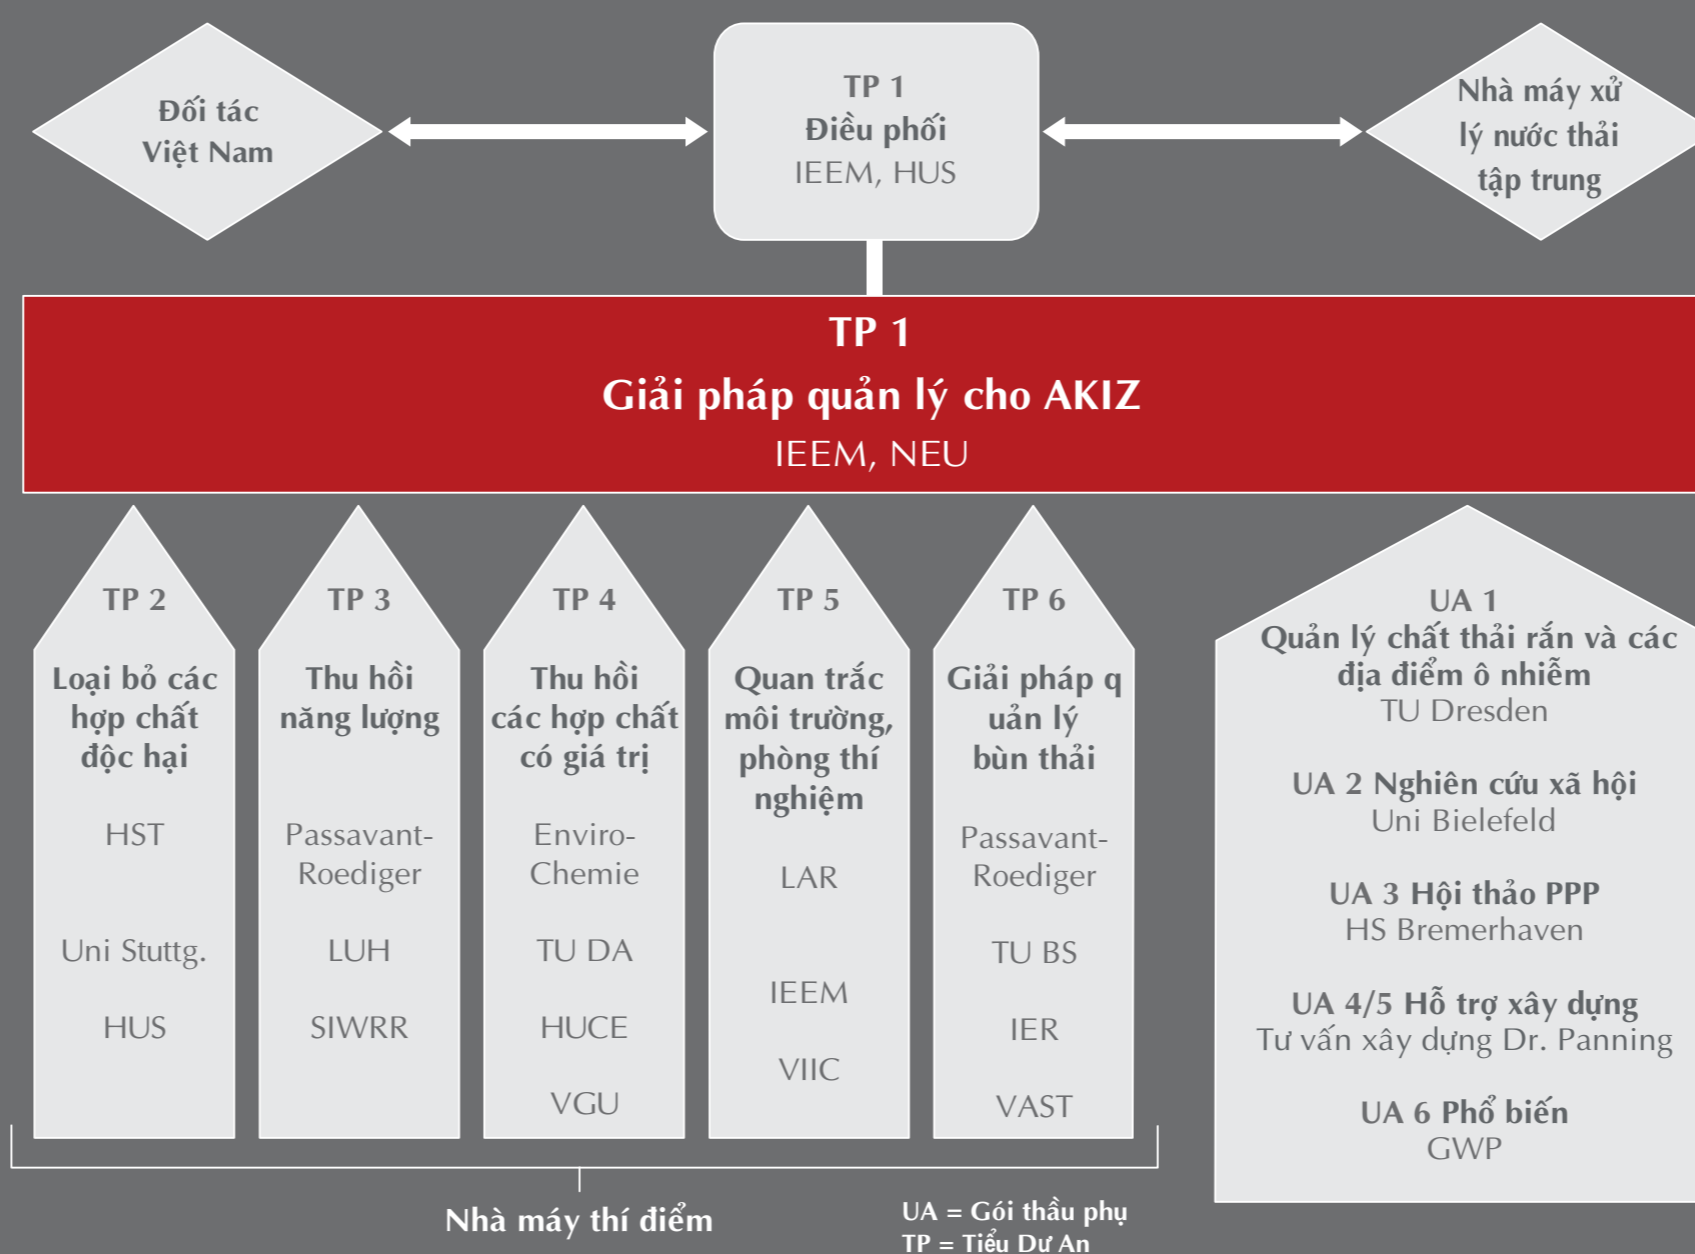 Đối tác
Việt Nam
TP 1
Điều phối
IEEM, HUS
Nhà máy xử
lý nước thải
tập trung
TP 1
Giải pháp quản lý cho AKIZ
IEEM, NEU
TP 2
Loại bỏ các
hợp chất
độc hại
HST
Uni Stuttg.
HUS
TP 3
Thu hồi
năng lượng
Passavant-
Roediger
LUH
SIWRR
TP 4
Thu hồi
các hợp chất
có giá trị
Enviro-
Chemie
TU DA
HUCE
VGU
TP 5
Quan trắc
môi trường,
phòng thí
nghiệm
LAR
IEEM
VIIC
TP 6
Giải pháp q
uản lý
bùn thải
Passavant-
Roediger
TU BS
IER
VAST
UA 1
Quản lý chất thải rắn và các
địa điểm ô nhiễm
TU Dresden
UA 2 Nghiên cứu xã hội
Uni Bielefeld
UA 3 Hội thảo PPP
HS Bremerhaven
UA 4/5 Hỗ trợ xây dựng
Tư vấn xây dựng Dr. Panning
UA 6 Phổ biến
GWP
Nhà máy thí điểm
UA = Gói thầu phụ
TP = Tiểu Dư An